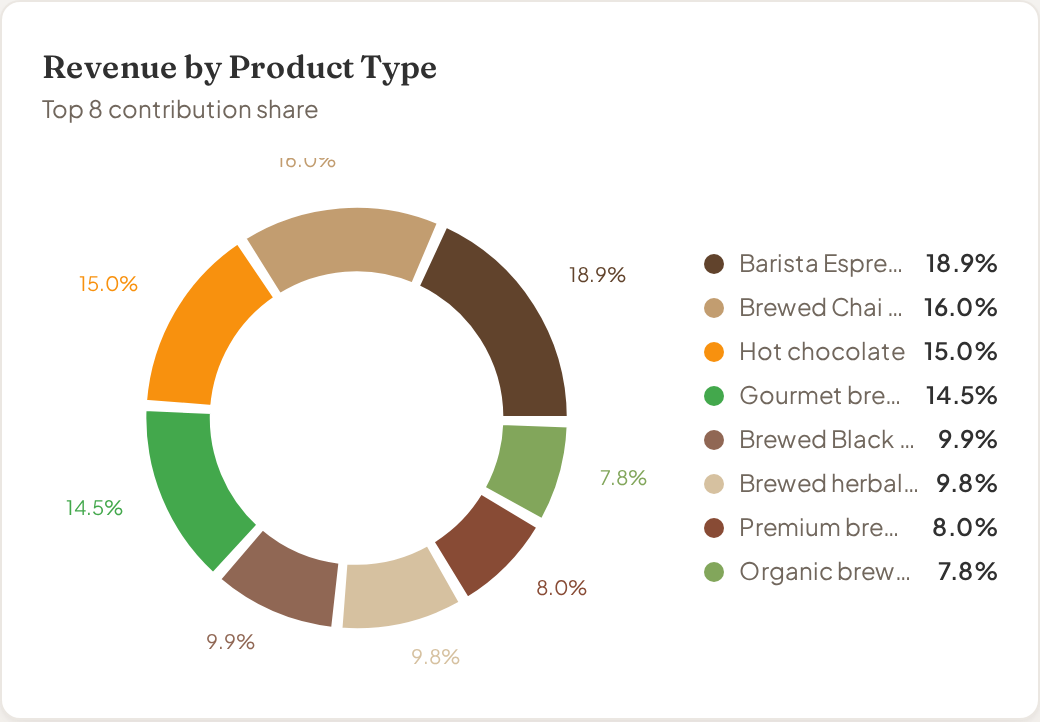 Revenue by Product Type
Top 8 contribution share
16.0%
15.0%
18.9%
14.5%
7.8%
8.0%
9.9%
9.8%
Barista Espre... 18.9%
Brewed Chai ... 16.0%
Hot chocolate 15.0%
Gourmet bre... 14.5%
Brewed Black ... 9.9%
Brewed herbal... 9.8%
Premium bre... 8.0%
Organic brew... 7.8%